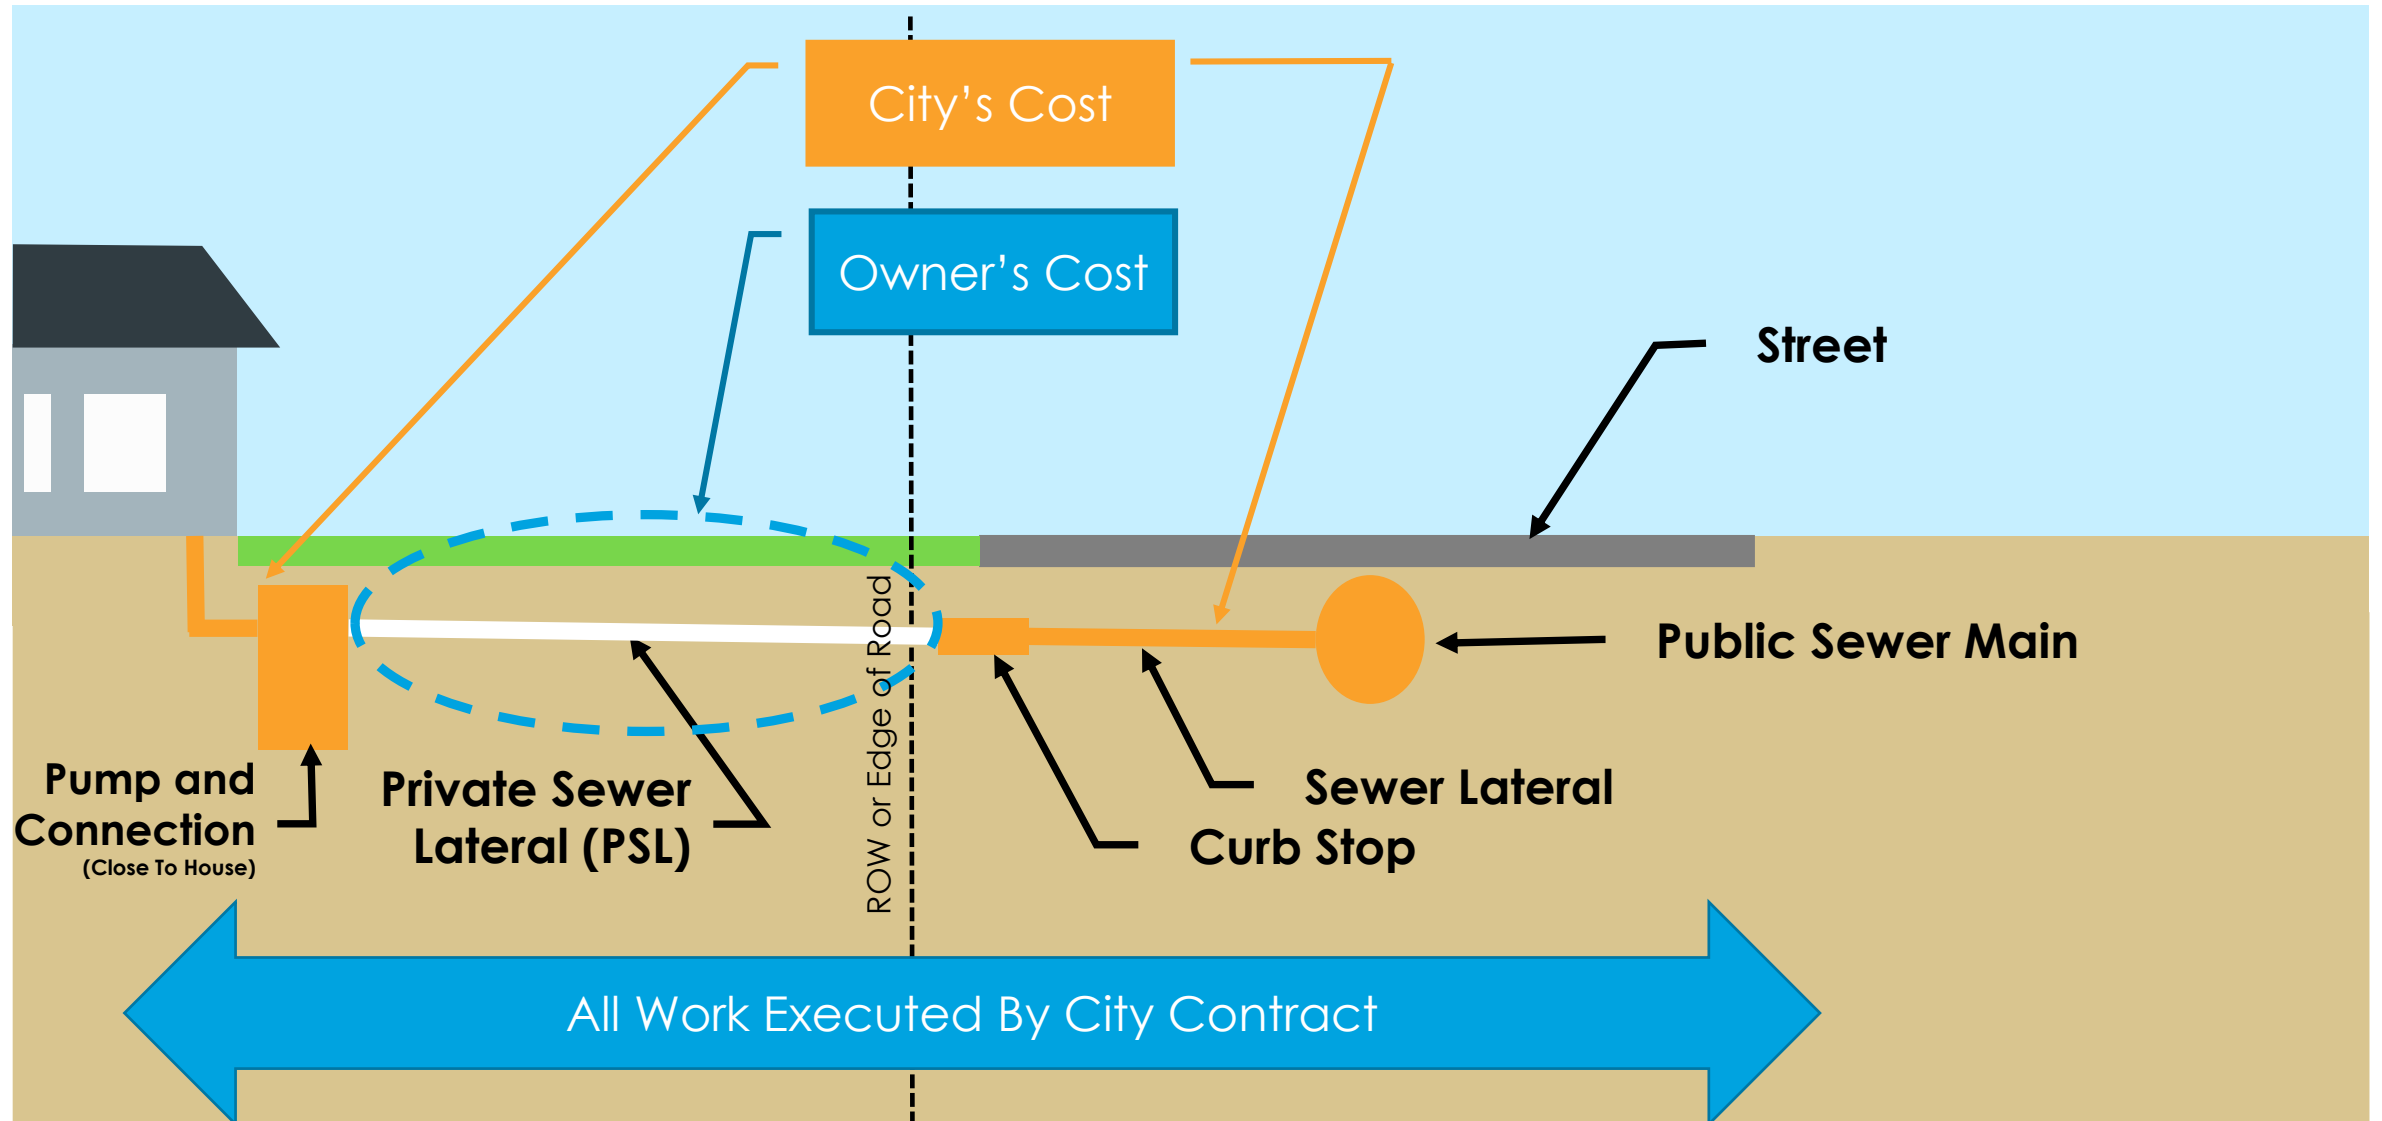 City’s Cost
Owner’s Cost
Street
Public Sewer Main
Pump and
Connection
(Close To House)
Private Sewer
Lateral (PSL)
ROW or Edge of Road
Sewer Lateral
Curb Stop
All Work Executed By City Contract